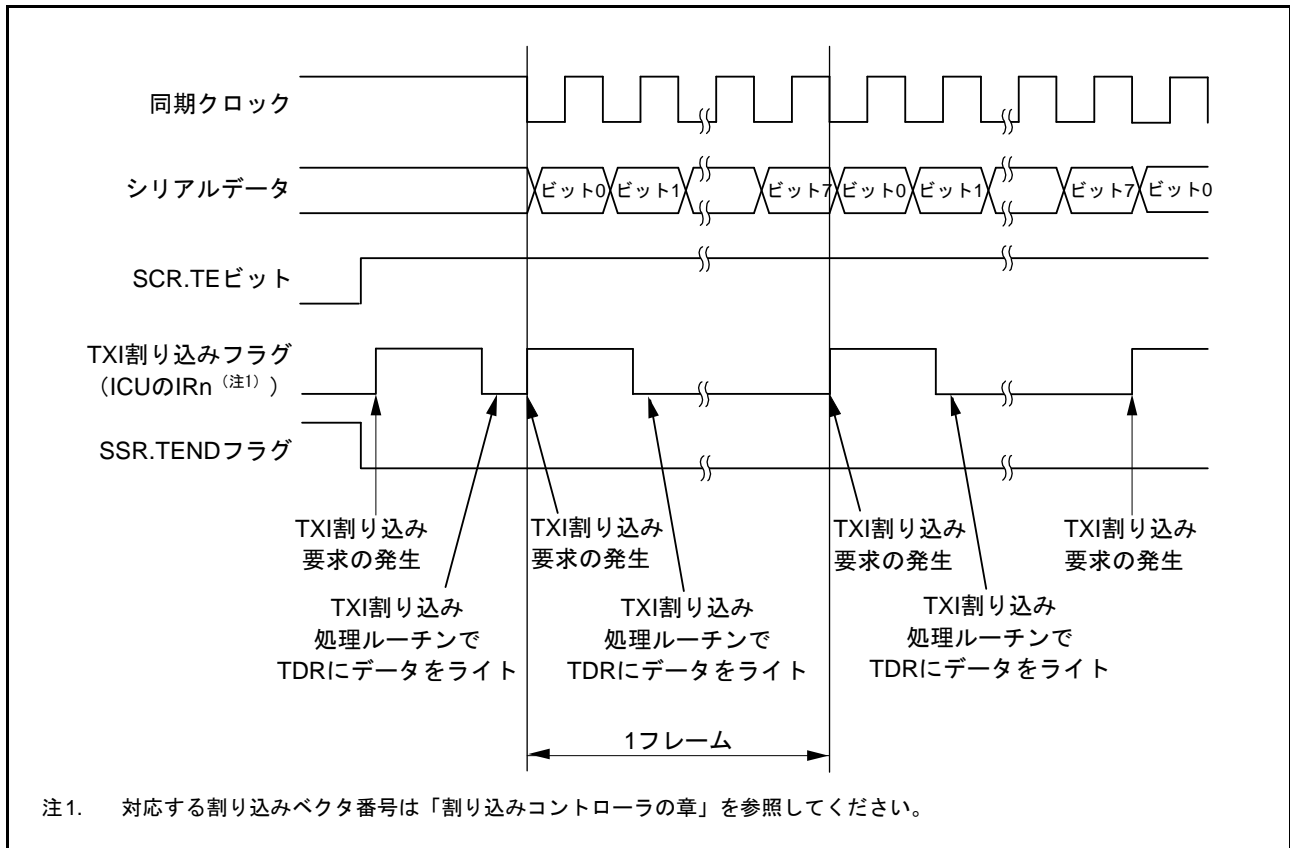 同期クロック
シリアルデータ
ビット0 ビット1 ビット7 ビット0 ビット1 ビット7 ビット0
SCR.TEビット
TXI割り込みフラグ
（ICUのIRn（注1））
SSR.TENDフラグ
TXI割り込み
要求の発生
TXI割り込み
処理ルーチンで
TDRにデータをライト
TXI割り込み
要求の発生
TXI割り込み
処理ルーチンで
TDRにデータをライト
TXI割り込み
要求の発生
TXI割り込み
処理ルーチンで
TDRにデータをライト
TXI割り込み
要求の発生
1フレーム
注1. 対応する割り込みベクタ番号は「割り込みコントローラの章」を参照してください。